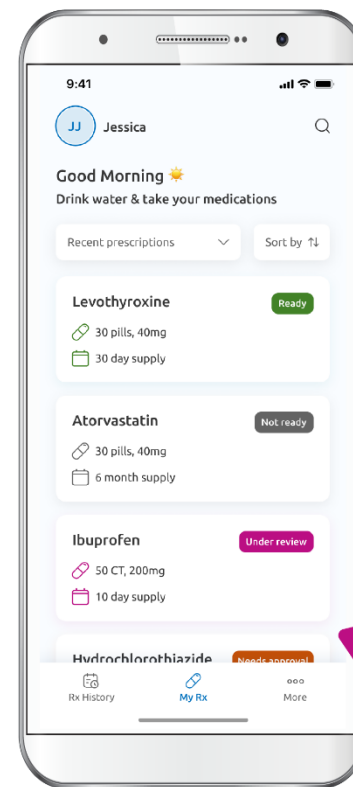 9:41
JJ Jessica
Good Morning
Drink water & take your medications
Recent prescriptions Sort by
Levothyroxine Ready
30 pills, 40mg
30 day supply
Atorvastatin Not ready
30 pills, 40mg
6 month supply
Ibuprofen Under review
50 CT, 200mg
10 day supply
Hydrochlorothiazide Needs approval
Rx History My Rx More